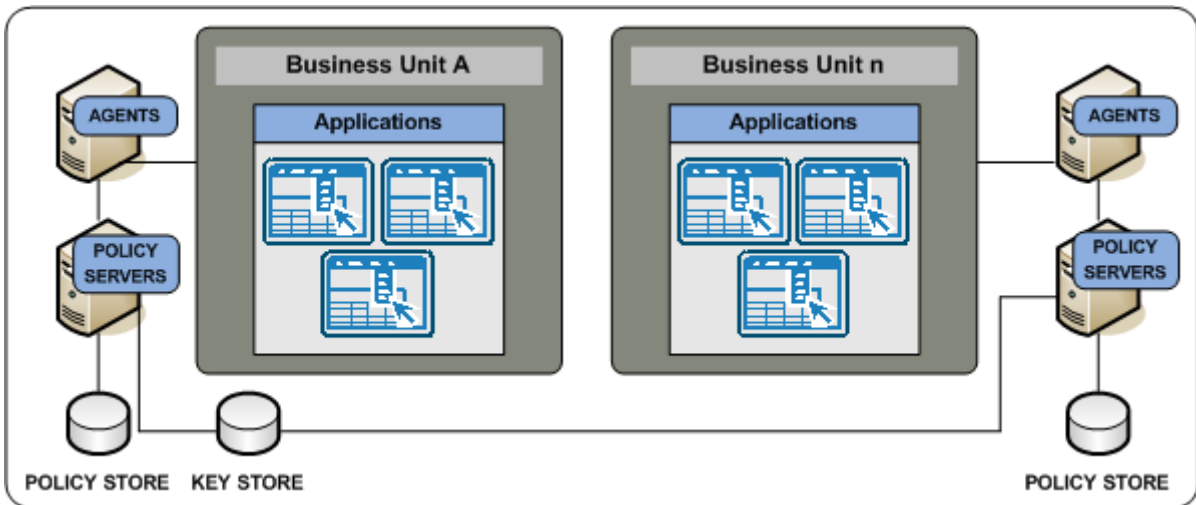 Business Unit A
Business Unit n
AGENTS
Applications
Applications
AGENTS
POLICY
SERVERS
POLICY
SERVERS
POLICY STORE
KEY STORE
POLICY STORE